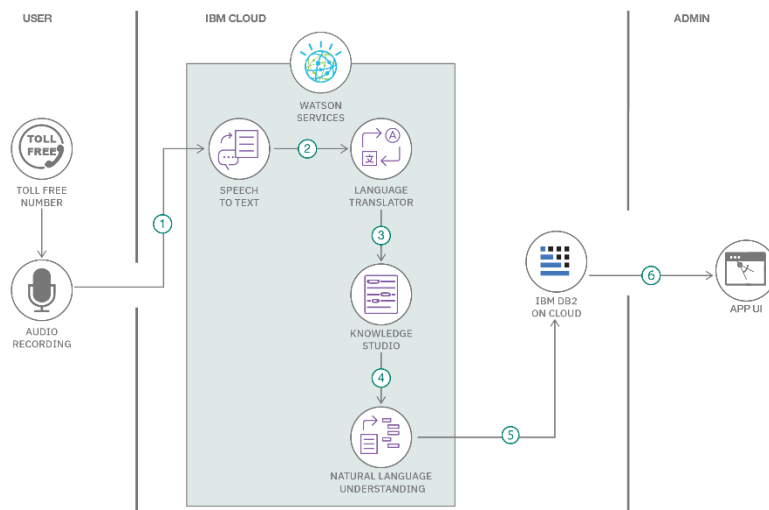 USER
IBM CLOUD
ADMIN
WATSON
SERVICES
TOLL
FREE
TOLL FREE
NUMBER
SPEECH
TO TEXT
2
A
文
LANGUAGE
TRANSLATOR
1
3
AUDIO
RECORDING
KNOWLEDGE
STUDIO
IBM DB2
ON CLOUD
6
APP UI
4
NATURAL LANGUAGE
UNDERSTANDING
5